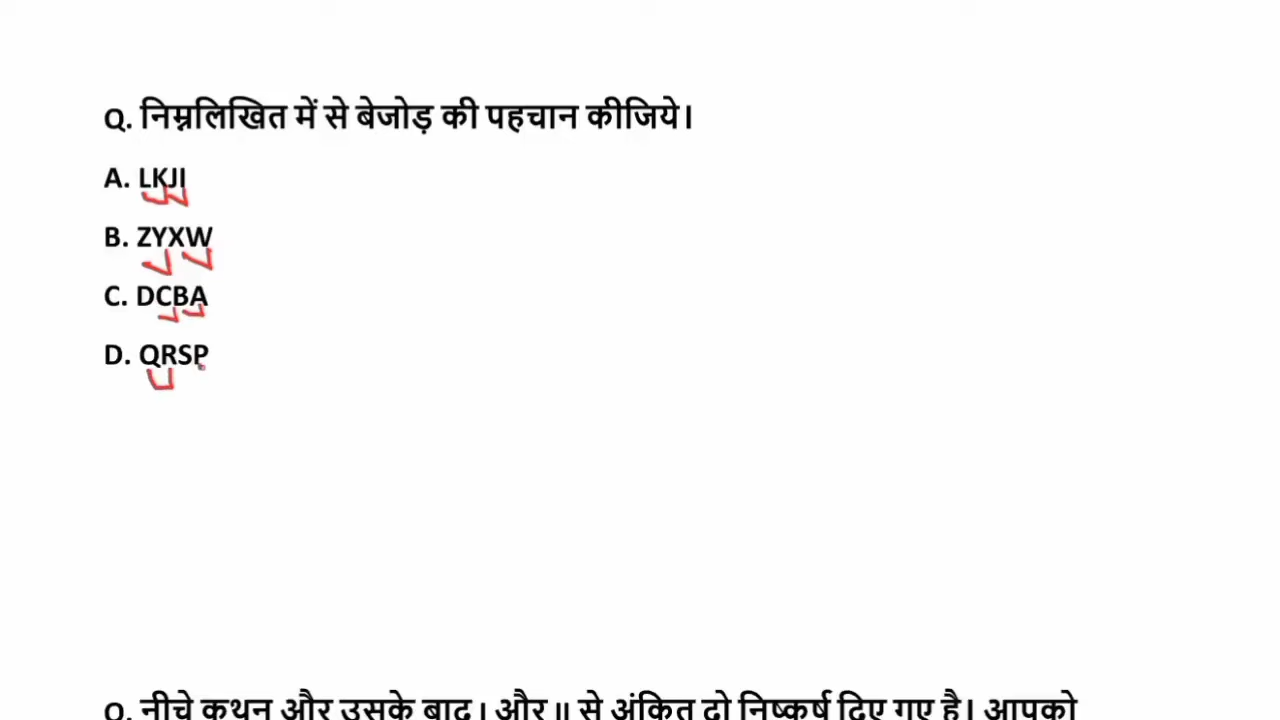 Q. निम्नलिखित में से बेजोड़ की पहचान कीजिये।
A. LKJI
B. ZYXW
C. DCBA
D. QRSP
Q. नीचे कथन और उसके बाद I और II से अंकित दो निष्कर्ष दिए गए है। आपको